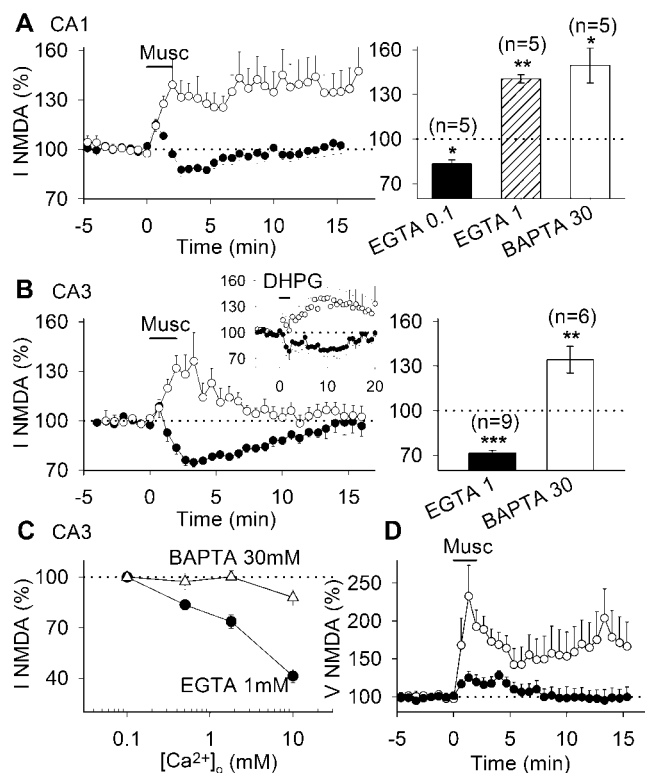 A CA1
I NMDA (%)
160
130
100
70
Musc
-5 0 5 10 15
Time (min)
160
130
100
70
(n=5)
*
(n=5)
**
(n=5)
*
EGTA 0.1
EGTA 1
BAPTA 30
B CA3
I NMDA (%)
160
130
100
70
Musc
DHPG
160
130
100
70
0 10 20
-5 0 5 10 15
Time (min)
160
130
100
70
(n=9)
***
(n=6)
**
EGTA 1
BAPTA 30
C CA3
I NMDA (%)
100
70
40
BAPTA 30mM
EGTA 1mM
0.1 1 10
[Ca2+]o (mM)
D
V NMDA (%)
250
200
150
100
Musc
-5 0 5 10 15
Time (min)